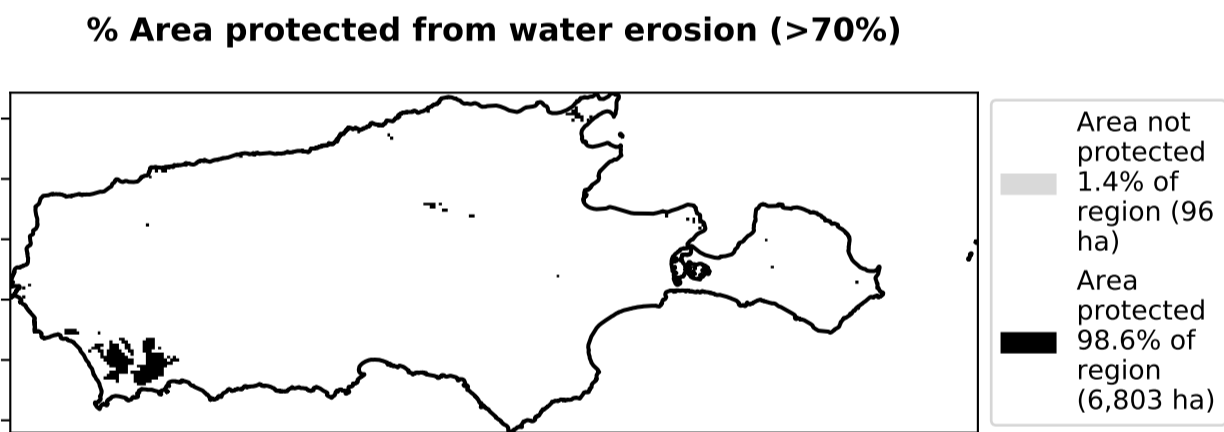 % Area protected from water erosion (>70%)
Area not
protected
1.4% of
region (96
ha)
Area
protected
98.6% of
region
(6,803 ha)